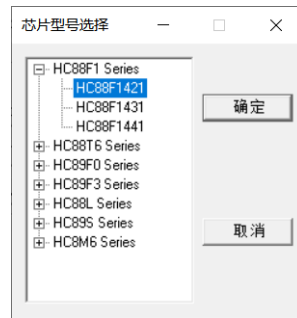 芯片型号选择
HC88F1 Series
HC88F1421
HC88F1431
HC88F1441
HC88T6 Series
HC89F0 Series
HC89F3 Series
HC88L Series
HC89S Series
HC8M6 Series
确定
取消